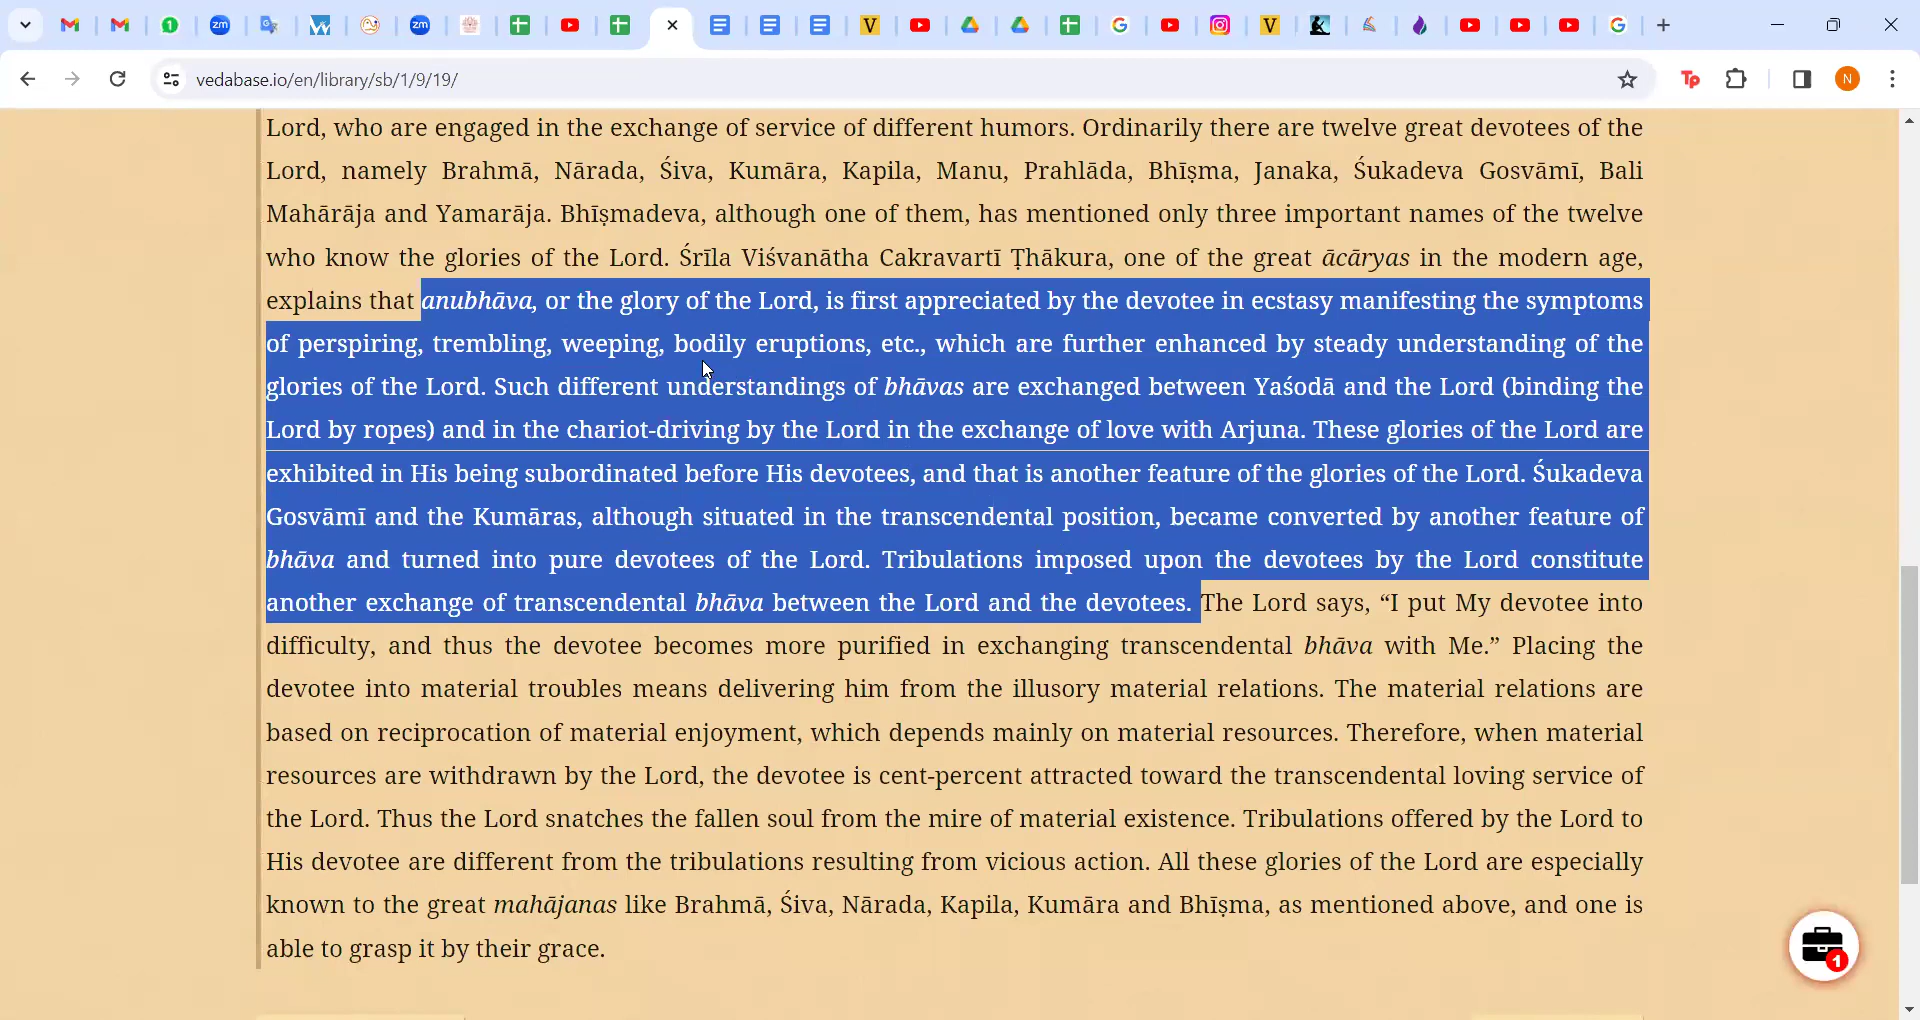 vedabase.io/en/library/sb/1/9/19/
Lord, who are engaged in the exchange of service of different humors. Ordinarily there are twelve great devotees of the
Lord, namely Brahmā, Nārada, Śiva, Kumāra, Kapila, Manu, Prahlāda, Bhīṣma, Janaka, Śukadeva Gosvāmī, Bali
Mahārāja and Yamarāja. Bhīṣmadeva, although one of them, has mentioned only three important names of the twelve
who know the glories of the Lord. Śrīla Viśvanātha Cakravartī Ṭhākura, one of the great ācāryas in the modern age,
explains that anubhāva, or the glory of the Lord, is first appreciated by the devotee in ecstasy manifesting the symptoms
of perspiring, trembling, weeping, bodily eruptions, etc., which are further enhanced by steady understanding of the
glories of the Lord. Such different understandings of bhāvas are exchanged between Yaśodā and the Lord (binding the
Lord by ropes) and in the chariot-driving by the Lord in the exchange of love with Arjuna. These glories of the Lord are
exhibited in His being subordinated before His devotees, and that is another feature of the glories of the Lord. Śukadeva
Gosvāmī and the Kumāras, although situated in the transcendental position, became converted by another feature of
bhāva and turned into pure devotees of the Lord. Tribulations imposed upon the devotees by the Lord constitute
another exchange of transcendental bhāva between the Lord and the devotees. The Lord says, “I put My devotee into
difficulty, and thus the devotee becomes more purified in exchanging transcendental bhāva with Me.” Placing the
devotee into material troubles means delivering him from the illusory material relations. The material relations are
based on reciprocation of material enjoyment, which depends mainly on material resources. Therefore, when material
resources are withdrawn by the Lord, the devotee is cent-percent attracted toward the transcendental loving service of
the Lord. Thus the Lord snatches the fallen soul from the mire of material existence. Tribulations offered by the Lord to
His devotee are different from the tribulations resulting from vicious action. All these glories of the Lord are especially
known to the great mahājanas like Brahmā, Śiva, Nārada, Kapila, Kumāra and Bhīṣma, as mentioned above, and one is
able to grasp it by their grace.
1